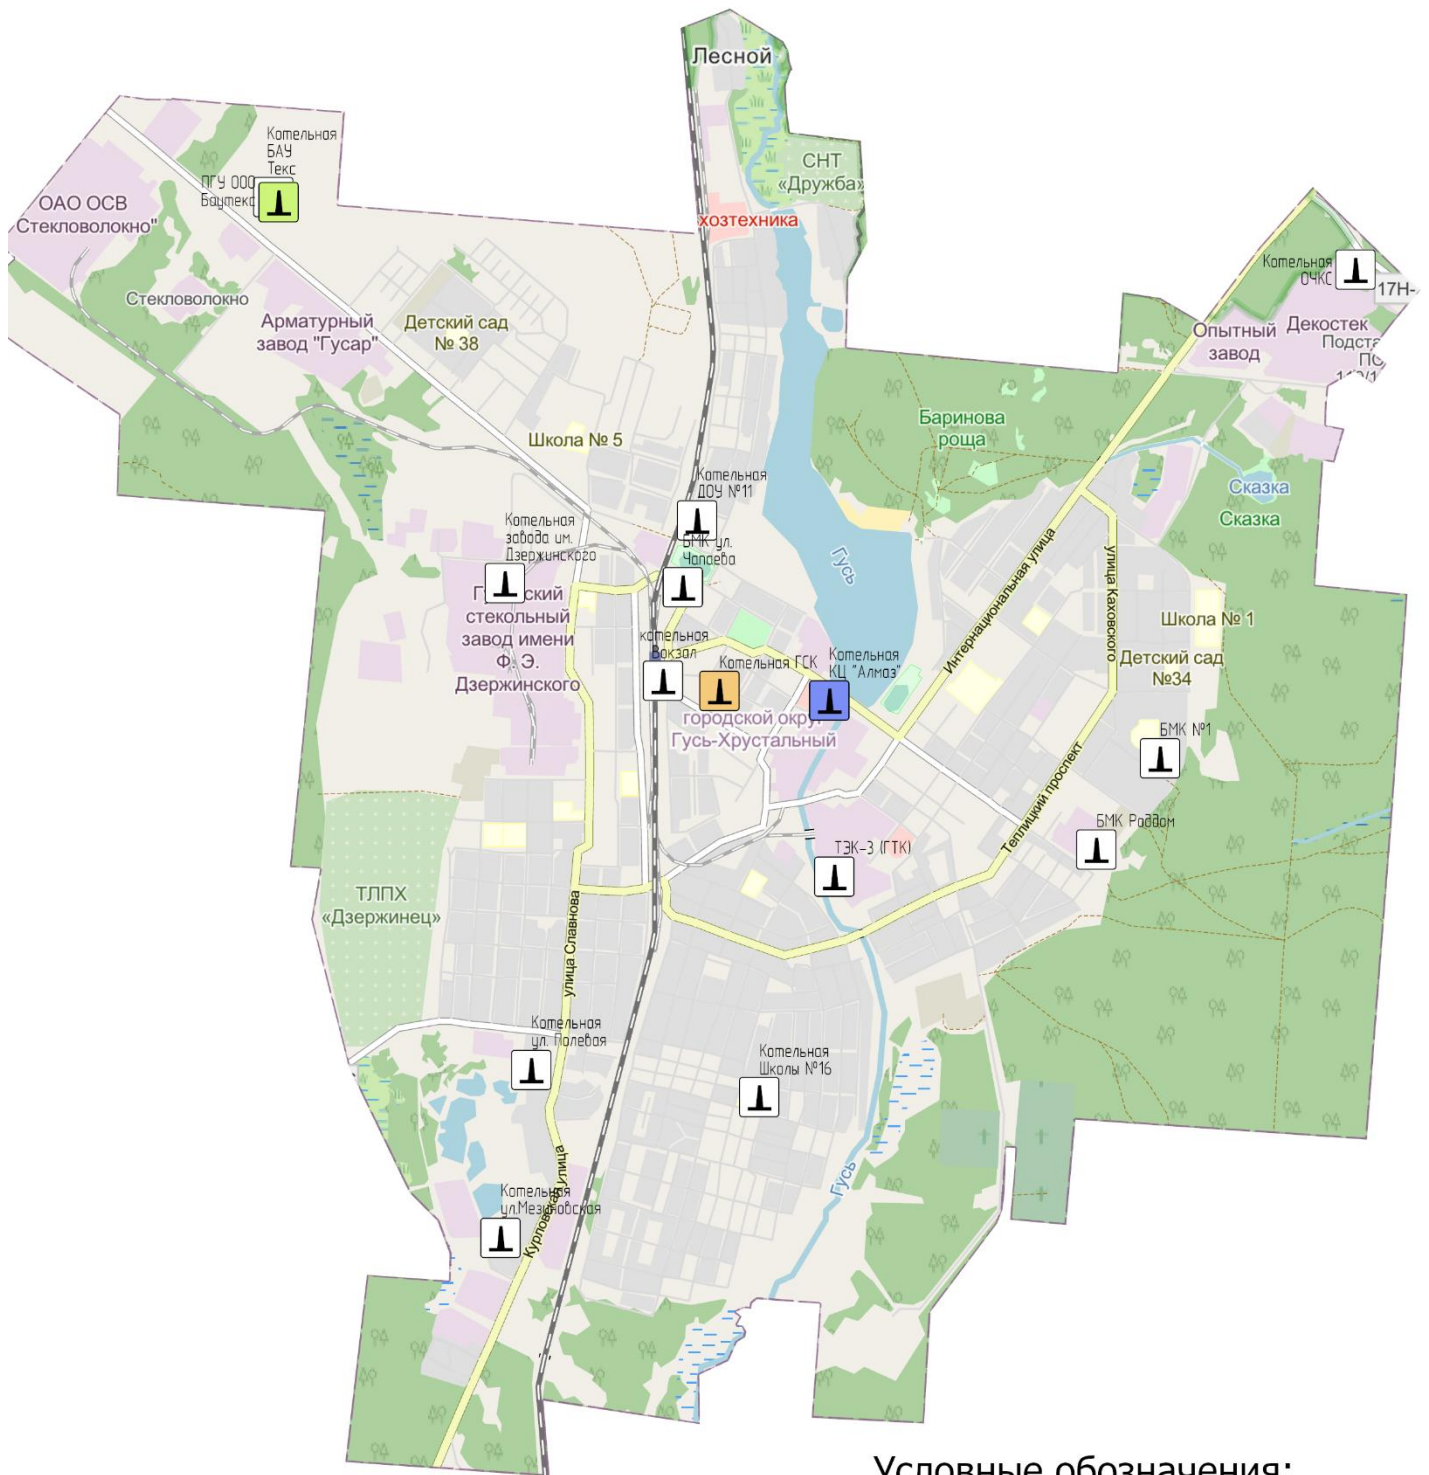 Лесной
Котельная
БАУ
Текс
ПГУ ООО
Баутекс
СНТ
«Дружба»
ОАО ОСВ
Стекловолокно"
хозтехника
Котельная
ОЧКС
17Н-
Стекловолокно
Арматурный
завод "Гусар"
Детский сад
№ 38
Опытный
завод
Декостек
Подста
ПС
Баринова
роща
Школа № 5
Котельная
ДОУ №11
Сказка
Сказка
Котельная
завода им.
Дзержинского
БМК ул.
Чапаева
Гусь
Интернациональная улица
улица Каховского
ский
стекольный
завод имени
Ф. Э.
Дзержинского
Школа № 1
Детский сад
№34
котельная
Вокзал
Котельная ГСК
Котельная
КЦ "Алмаз"
городской округ
Гусь-Хрустальный
БМК №1
Теплицкий проспект
БМК Роддом
ТЭК-3 (ГТК)
ТЛПХ
«Дзержинец»
улица Славнова
Котельная
ул. Полевая
Котельная
Школы №16
Гусь
Котельная
ул.Мезиновская
Курловская улица
Условные обозначения: